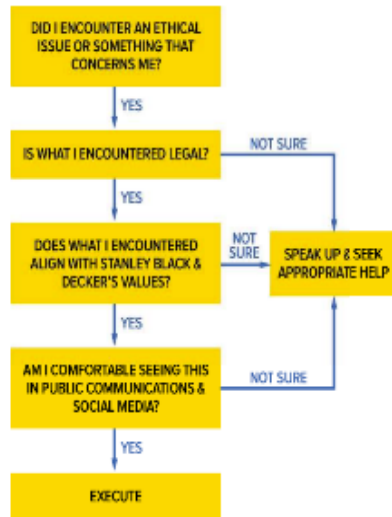 DID I ENCOUNTER AN ETHICAL
ISSUE OR SOMETHING THAT
CONCERNS ME?
YES
IS WHAT I ENCOUNTERED LEGAL?
NOT SURE
YES
DOES WHAT I ENCOUNTERED
ALIGN WITH STANLEY BLACK &
DECKER'S VALUES?
NOT
SURE
SPEAK UP & SEEK
APPROPRIATE HELP
YES
AM I COMFORTABLE SEEING THIS
IN PUBLIC COMMUNICATIONS &
SOCIAL MEDIA?
NOT SURE
YES
EXECUTE